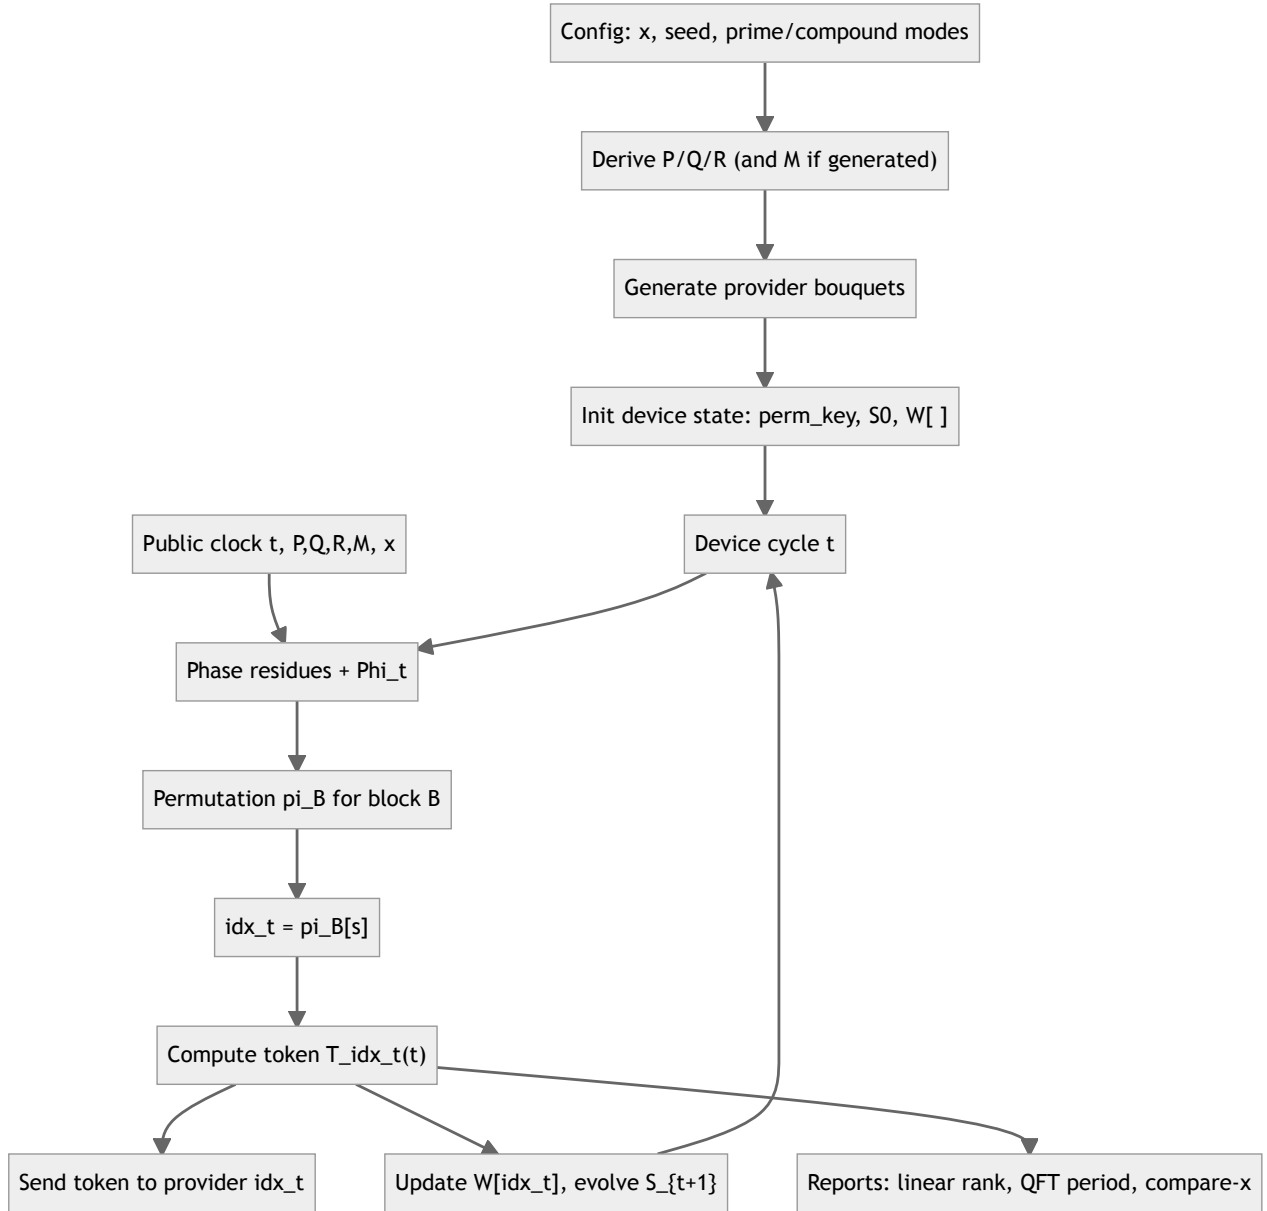 Config: x, seed, prime/compound modes
Derive P/Q/R (and M if generated)
Generate provider bouquets
Init device state: perm_key, S0, W[ ]
Public clock t, P,Q,R,M, x
Device cycle t
Phase residues + Phi_t
Permutation pi_B for block B
idx_t = pi_B[s]
Compute token T_idx_t(t)
Send token to provider idx_t
Update W[idx_t], evolve S_{t+1}
Reports: linear rank, QFT period, compare-x